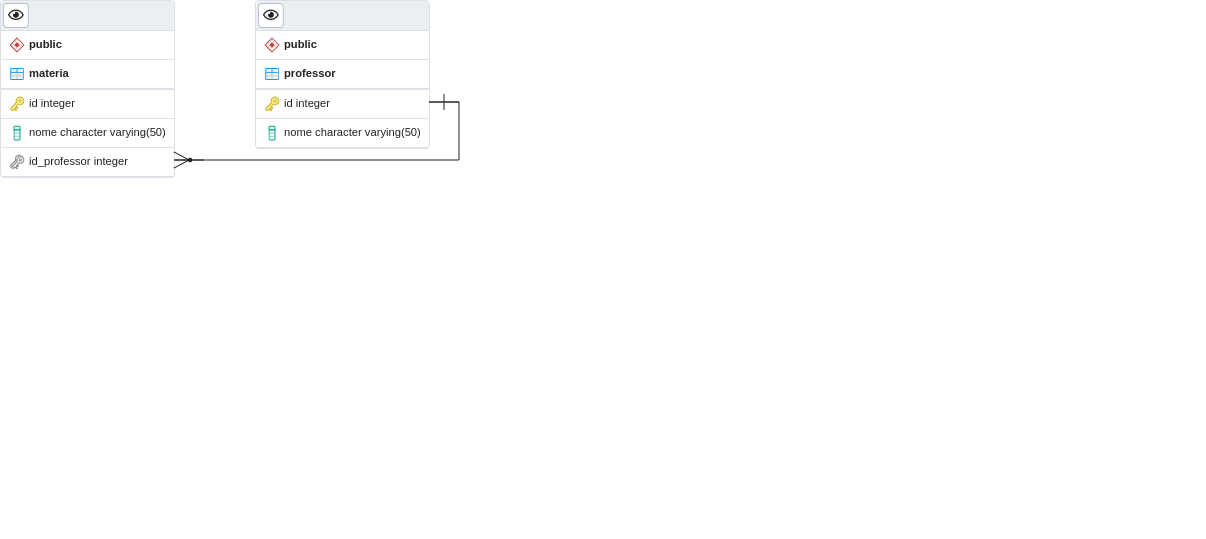 public
materia
id integer
nome character varying(50)
id_professor integer
public
professor
id integer
nome character varying(50)